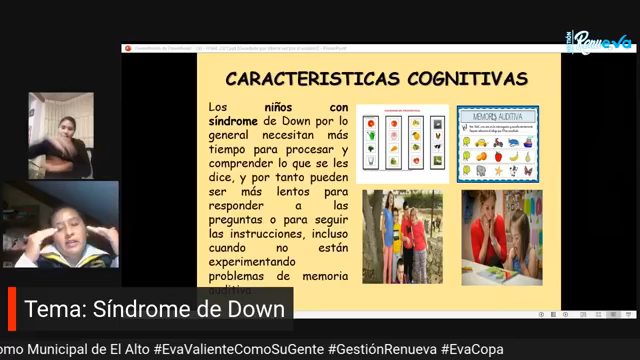 GESTIÓN
Renueva
CARACTERISTICAS COGNITIVAS
Los niños con
síndrome de Down por lo
general necesitan más
tiempo para procesar y
comprender lo que se les
dice, y por tanto pueden
ser más lentos para
responder a las
preguntas o para seguir
las instrucciones, incluso
cuando no están
experimentando
problemas de memoria
auditiva
MEMORIA AUDITIVA
Tema: Síndrome de Down
omo Municipal de El Alto #EvaValienteComoSuGente #GestiónRenueva #EvaCopa